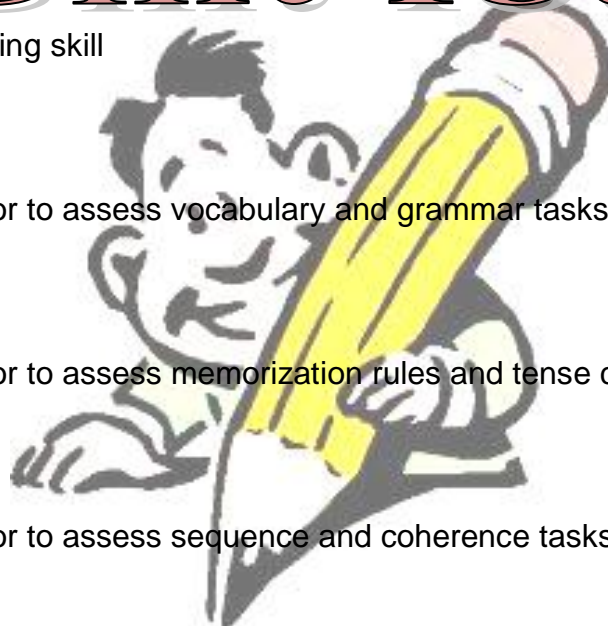 ing skill
or to assess vocabulary and grammar tasks
or to assess memorization rules and tense
or to assess sequence and coherence tasks